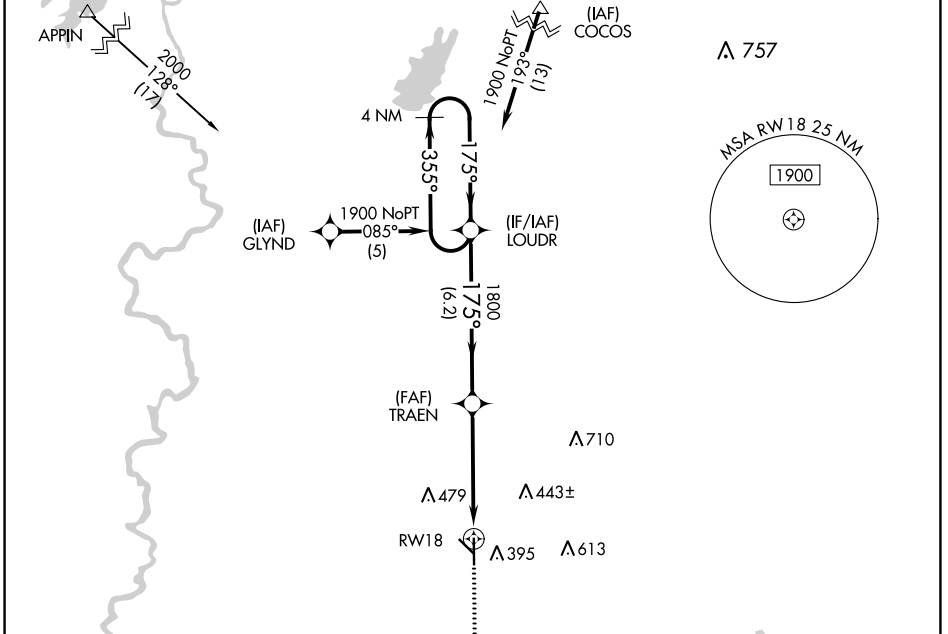 APPIN
2000
128°
(17)
(IAF)
COCOS
1900 NoPT
193°
(13)
757
4 NM
355°
175°
MSA RW18 25 NM
1900
(IAF)
GLYND
1900 NoPT
085°
(5)
(IF/IAF)
LOUDR
1800
175°
(6.2)
(FAF)
TRAEN
710
479
443±
RW18
395
613